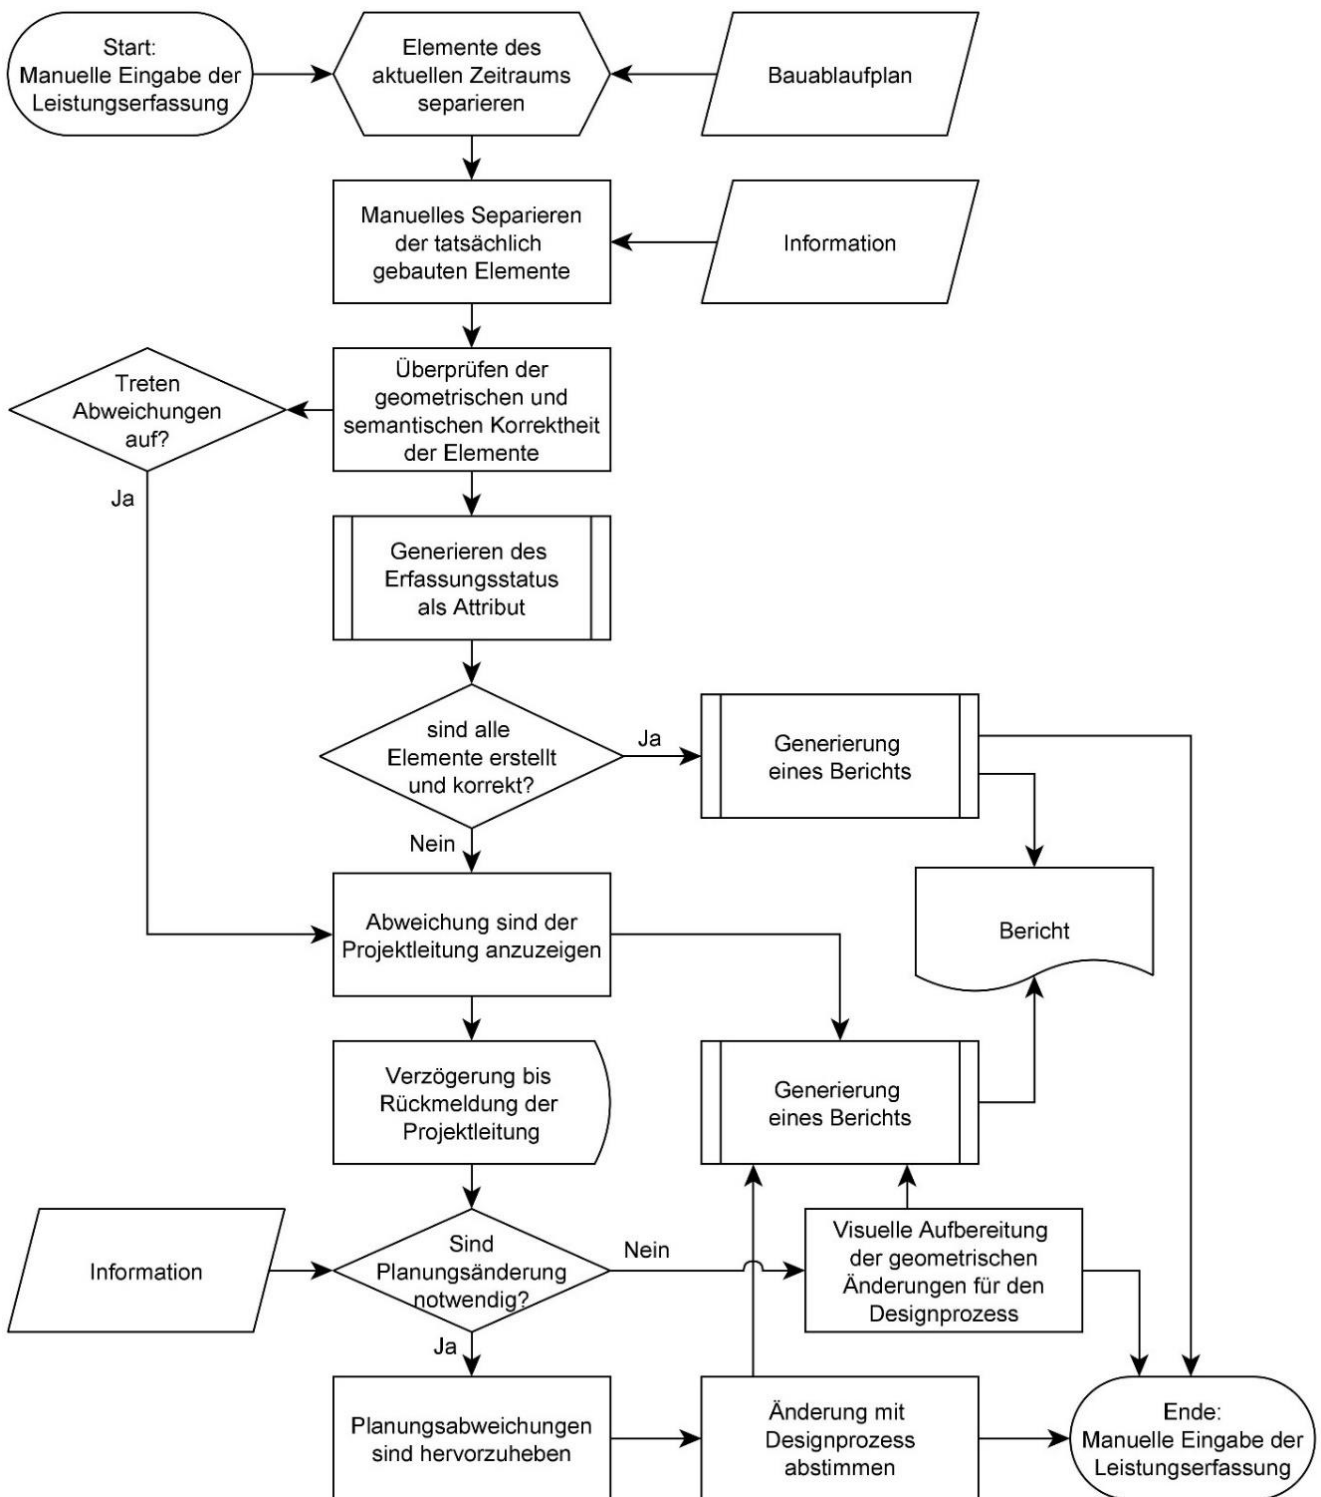 Start:
Manuelle Eingabe der
Leistungserfassung
Elemente des
aktuellen Zeitraums
separieren
Bauablaufplan
Manuelles Separieren
der tatsächlich
gebauten Elemente
Information
Treten
Abweichungen
auf?
Überprüfen der
geometrischen und
semantischen Korrektheit
der Elemente
Ja
Generieren des
Erfassungsstatus
als Attribut
sind alle
Elemente erstellt
und korrekt?
Ja
Generierung
eines Berichts
Nein
Abweichung sind der
Projektleitung anzuzeigen
Bericht
Verzögerung bis
Rückmeldung der
Projektleitung
Generierung
eines Berichts
Information
Sind
Planungsänderung
notwendig?
Nein
Visuelle Aufbereitung
der geometrischen
Änderungen für den
Designprozess
Ja
Planungsabweichungen
sind hervorzuheben
Änderung mit
Designprozess
abstimmen
Ende:
Manuelle Eingabe der
Leistungserfassung